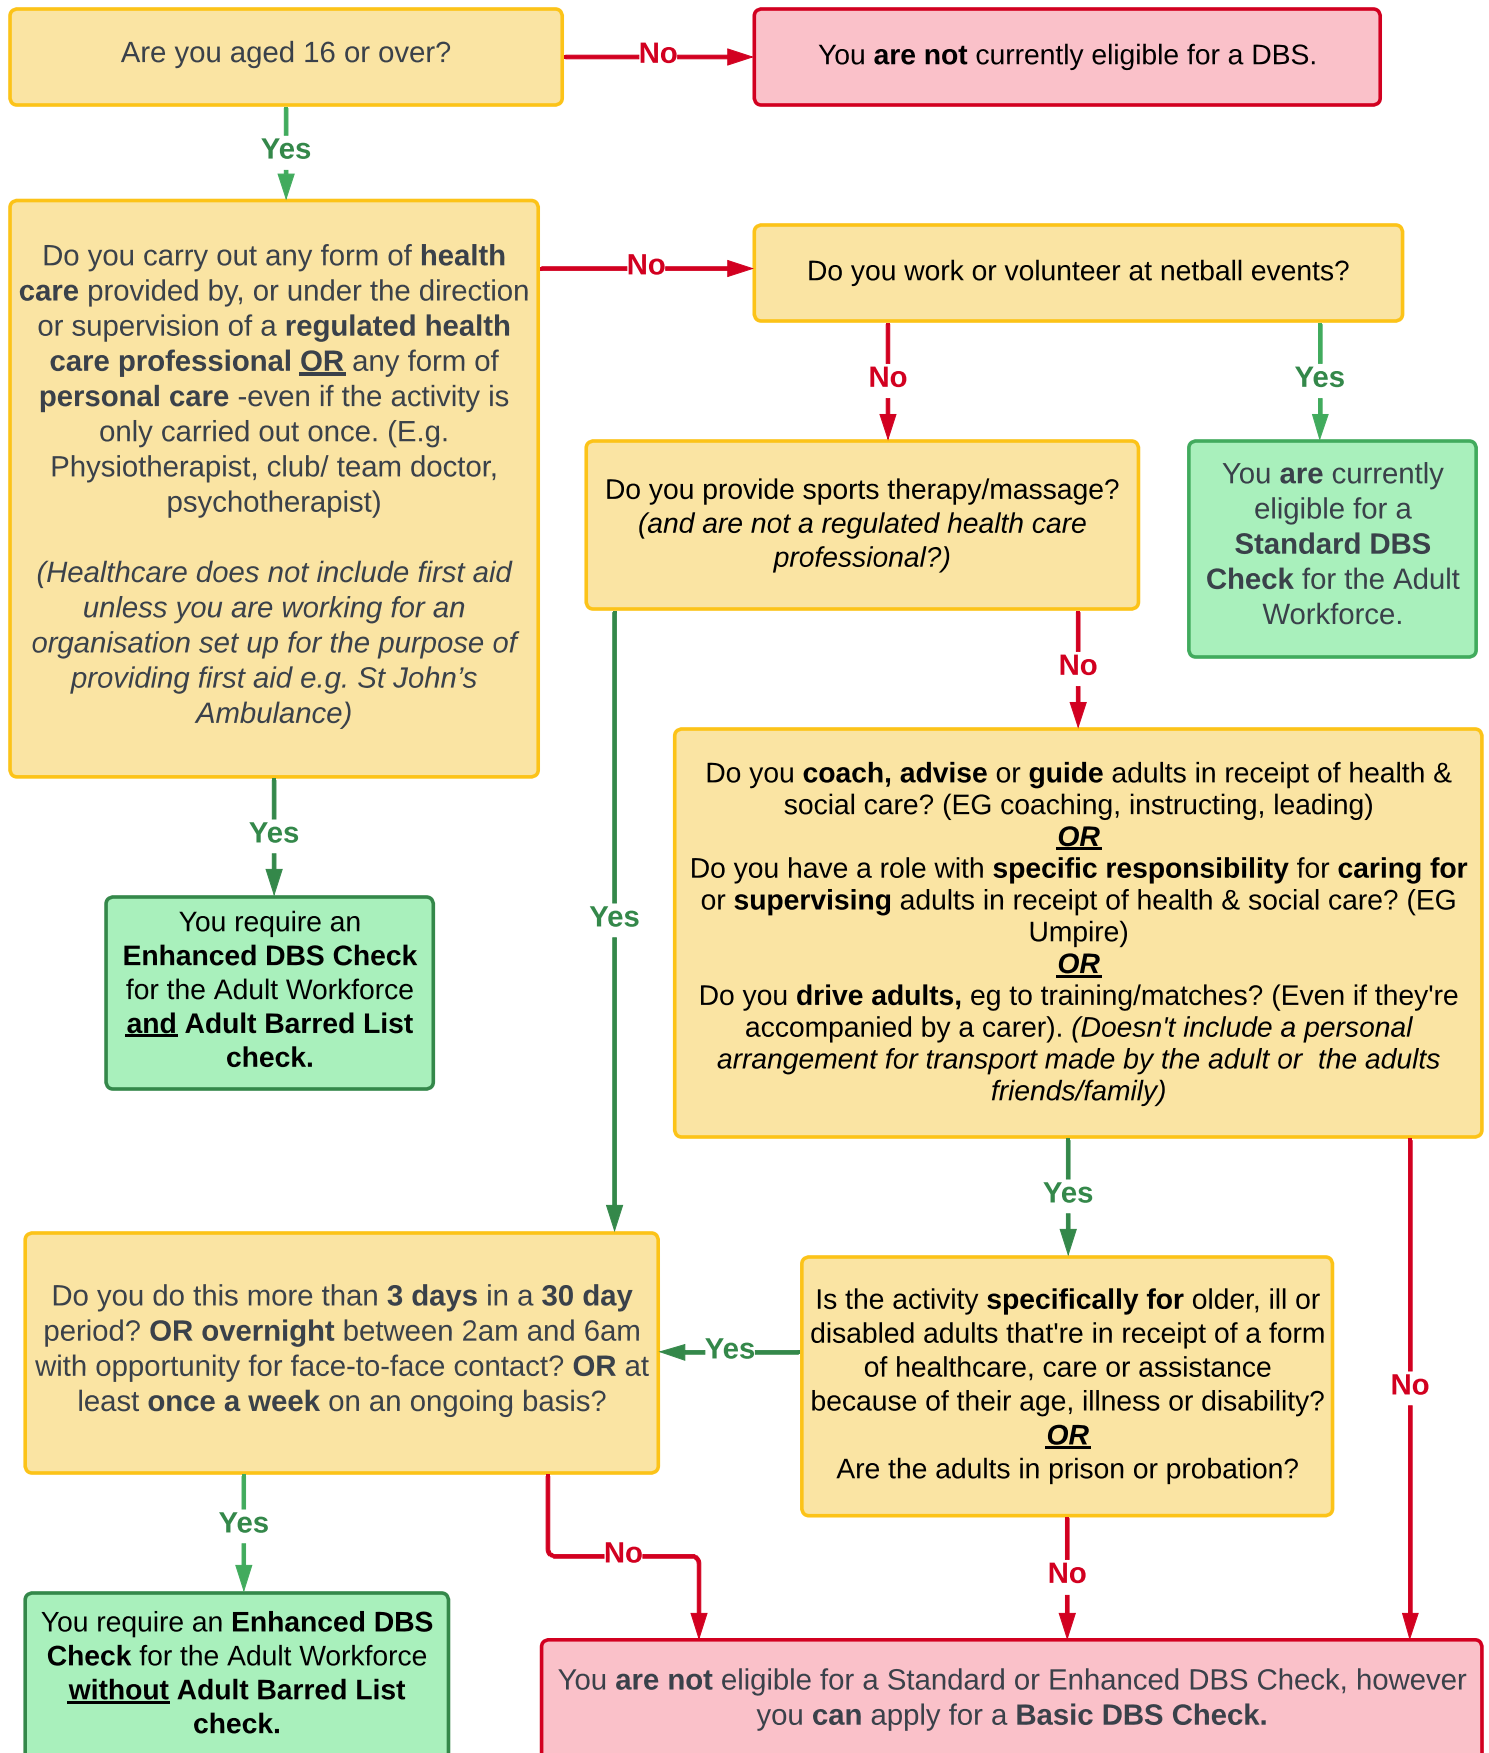 Are you aged 16 or over?
No
You are not currently eligible for a DBS.
Yes
Do you carry out any form of health
care provided by, or under the direction
or supervision of a regulated health
care professional OR any form of
personal care -even if the activity is
only carried out once. (E.g.
Physiotherapist, club/ team doctor,
psychotherapist)
(Healthcare does not include first aid
unless you are working for an
organisation set up for the purpose of
providing first aid e.g. St John’s
Ambulance)
No
Do you work or volunteer at netball events?
No
Yes
Do you provide sports therapy/massage?
(and are not a regulated health care
professional?)
You are currently
eligible for a
Standard DBS
Check for the Adult
Workforce.
No
Do you coach, advise or guide adults in receipt of health &
social care? (EG coaching, instructing, leading)
OR
Do you have a role with specific responsibility for caring for
or supervising adults in receipt of health & social care? (EG
Umpire)
OR
Do you drive adults, eg to training/matches? (Even if they're
accompanied by a carer). (Doesn't include a personal
arrangement for transport made by the adult or  the adults
friends/family)
Yes
You require an
Enhanced DBS Check
for the Adult Workforce
and Adult Barred List
check.
Yes
Yes
Do you do this more than 3 days in a 30 day
period? OR overnight between 2am and 6am
with opportunity for face-to-face contact? OR at
least once a week on an ongoing basis?
Yes
Is the activity specifically for older, ill or
disabled adults that're in receipt of a form
of healthcare, care or assistance
because of their age, illness or disability?
OR
Are the adults in prison or probation?
No
Yes
No
No
You require an Enhanced DBS
Check for the Adult Workforce
without Adult Barred List
check.
You are not eligible for a Standard or Enhanced DBS Check, however
you can apply for a Basic DBS Check.